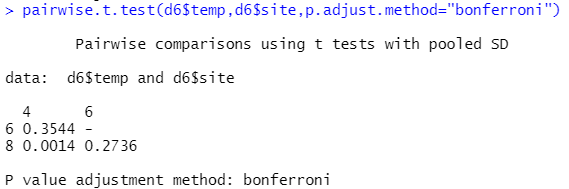 > pairwise.t.test(d6$temp,d6$site,p.adjust.method="bonferroni")
Pairwise comparisons using t tests with pooled SD
data:  d6$temp and d6$site
  4      6
6 0.3544 -
8 0.0014 0.2736
P value adjustment method: bonferroni